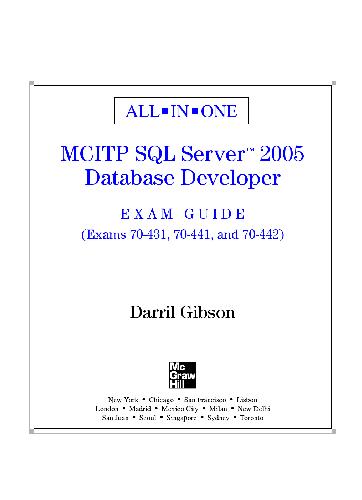 ALL■IN■ONE
MCITP SQL Server™ 2005
Database Developer
EXAM GUIDE
(Exams 70-431, 70-441, and 70-442)
Darril Gibson
Mc
Graw
Hill
New York • Chicago • San Francisco • Lisbon
London • Madrid • Mexico City • Milan • New Delhi
San Juan • Seoul • Singapore • Sydney • Toronto